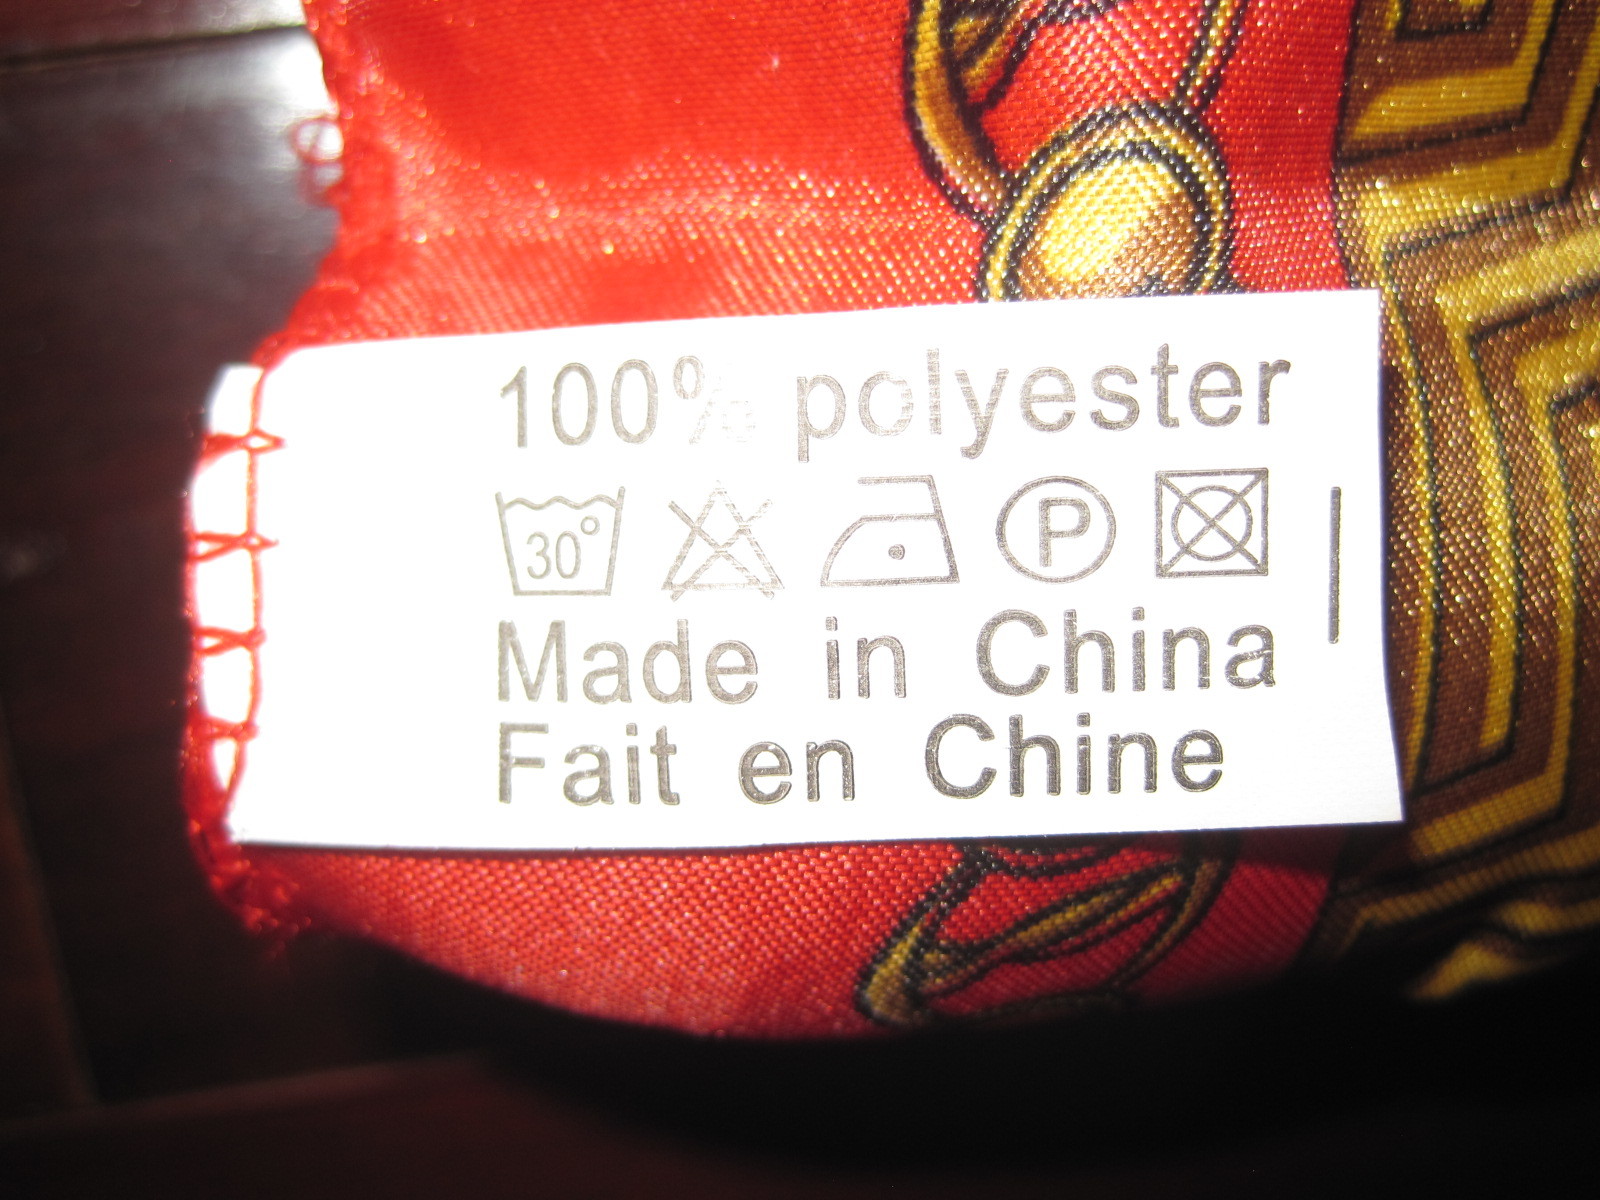 100% polyester
30°
P
Made in China
Fait en Chine